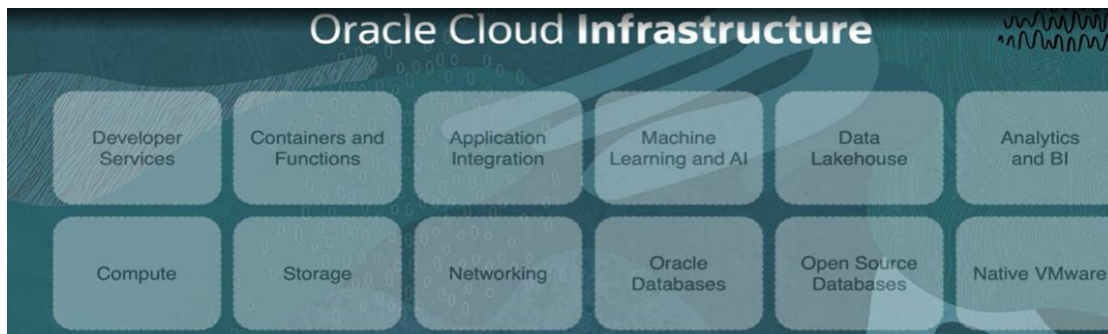 Oracle Cloud Infrastructure
Developer
Services
Containers and
Functions
Application
Integration
Machine
Learning and AI
Data
Lakehouse
Analytics
and BI
Compute
Storage
Networking
Oracle
Databases
Open Source
Databases
Native VMware